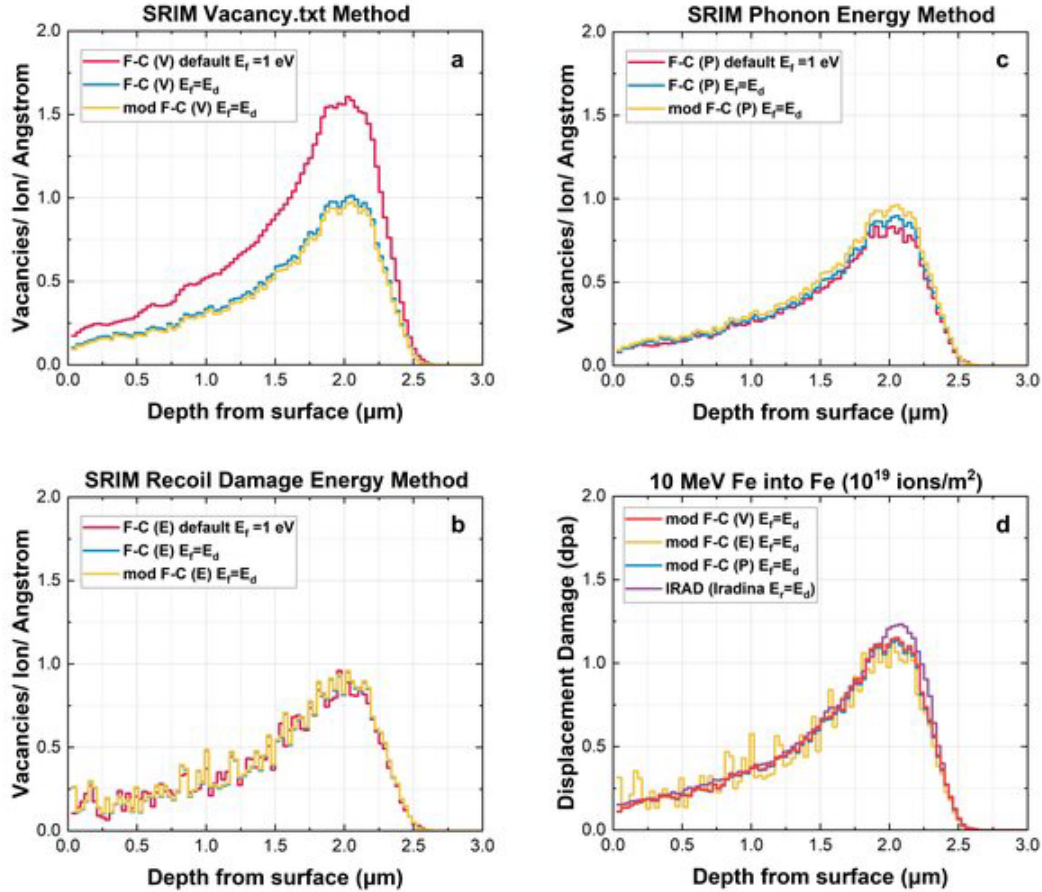 SRIM Vacancy.txt Method
a
F-C (V) default E_f =1 eV
F-C (V) E_f=E_d
mod F-C (V) E_f=E_d
Vacancies/ Ion/ Angstrom
2.0
1.5
1.0
0.5
0.0
0.0 0.5 1.0 1.5 2.0 2.5 3.0
Depth from surface (μm)
SRIM Phonon Energy Method
c
F-C (P) default E_f =1 eV
F-C (P) E_f=E_d
mod F-C (P) E_f=E_d
Vacancies/ Ion/ Angstrom
2.0
1.5
1.0
0.5
0.0
0.0 0.5 1.0 1.5 2.0 2.5 3.0
Depth from surface (μm)
SRIM Recoil Damage Energy Method
b
F-C (E) default E_f =1 eV
F-C (E) E_f=E_d
mod F-C (E) E_f=E_d
Vacancies/ Ion/ Angstrom
2.0
1.5
1.0
0.5
0.0
0.0 0.5 1.0 1.5 2.0 2.5 3.0
Depth from surface (μm)
10 MeV Fe into Fe (10¹⁹ ions/m²)
d
mod F-C (V) E_f=E_d
mod F-C (E) E_f=E_d
mod F-C (P) E_f=E_d
IRAD (Iradina E_r=E_d)
Displacement Damage (dpa)
2.0
1.5
1.0
0.5
0.0
0.0 0.5 1.0 1.5 2.0 2.5 3.0
Depth from surface (μm)